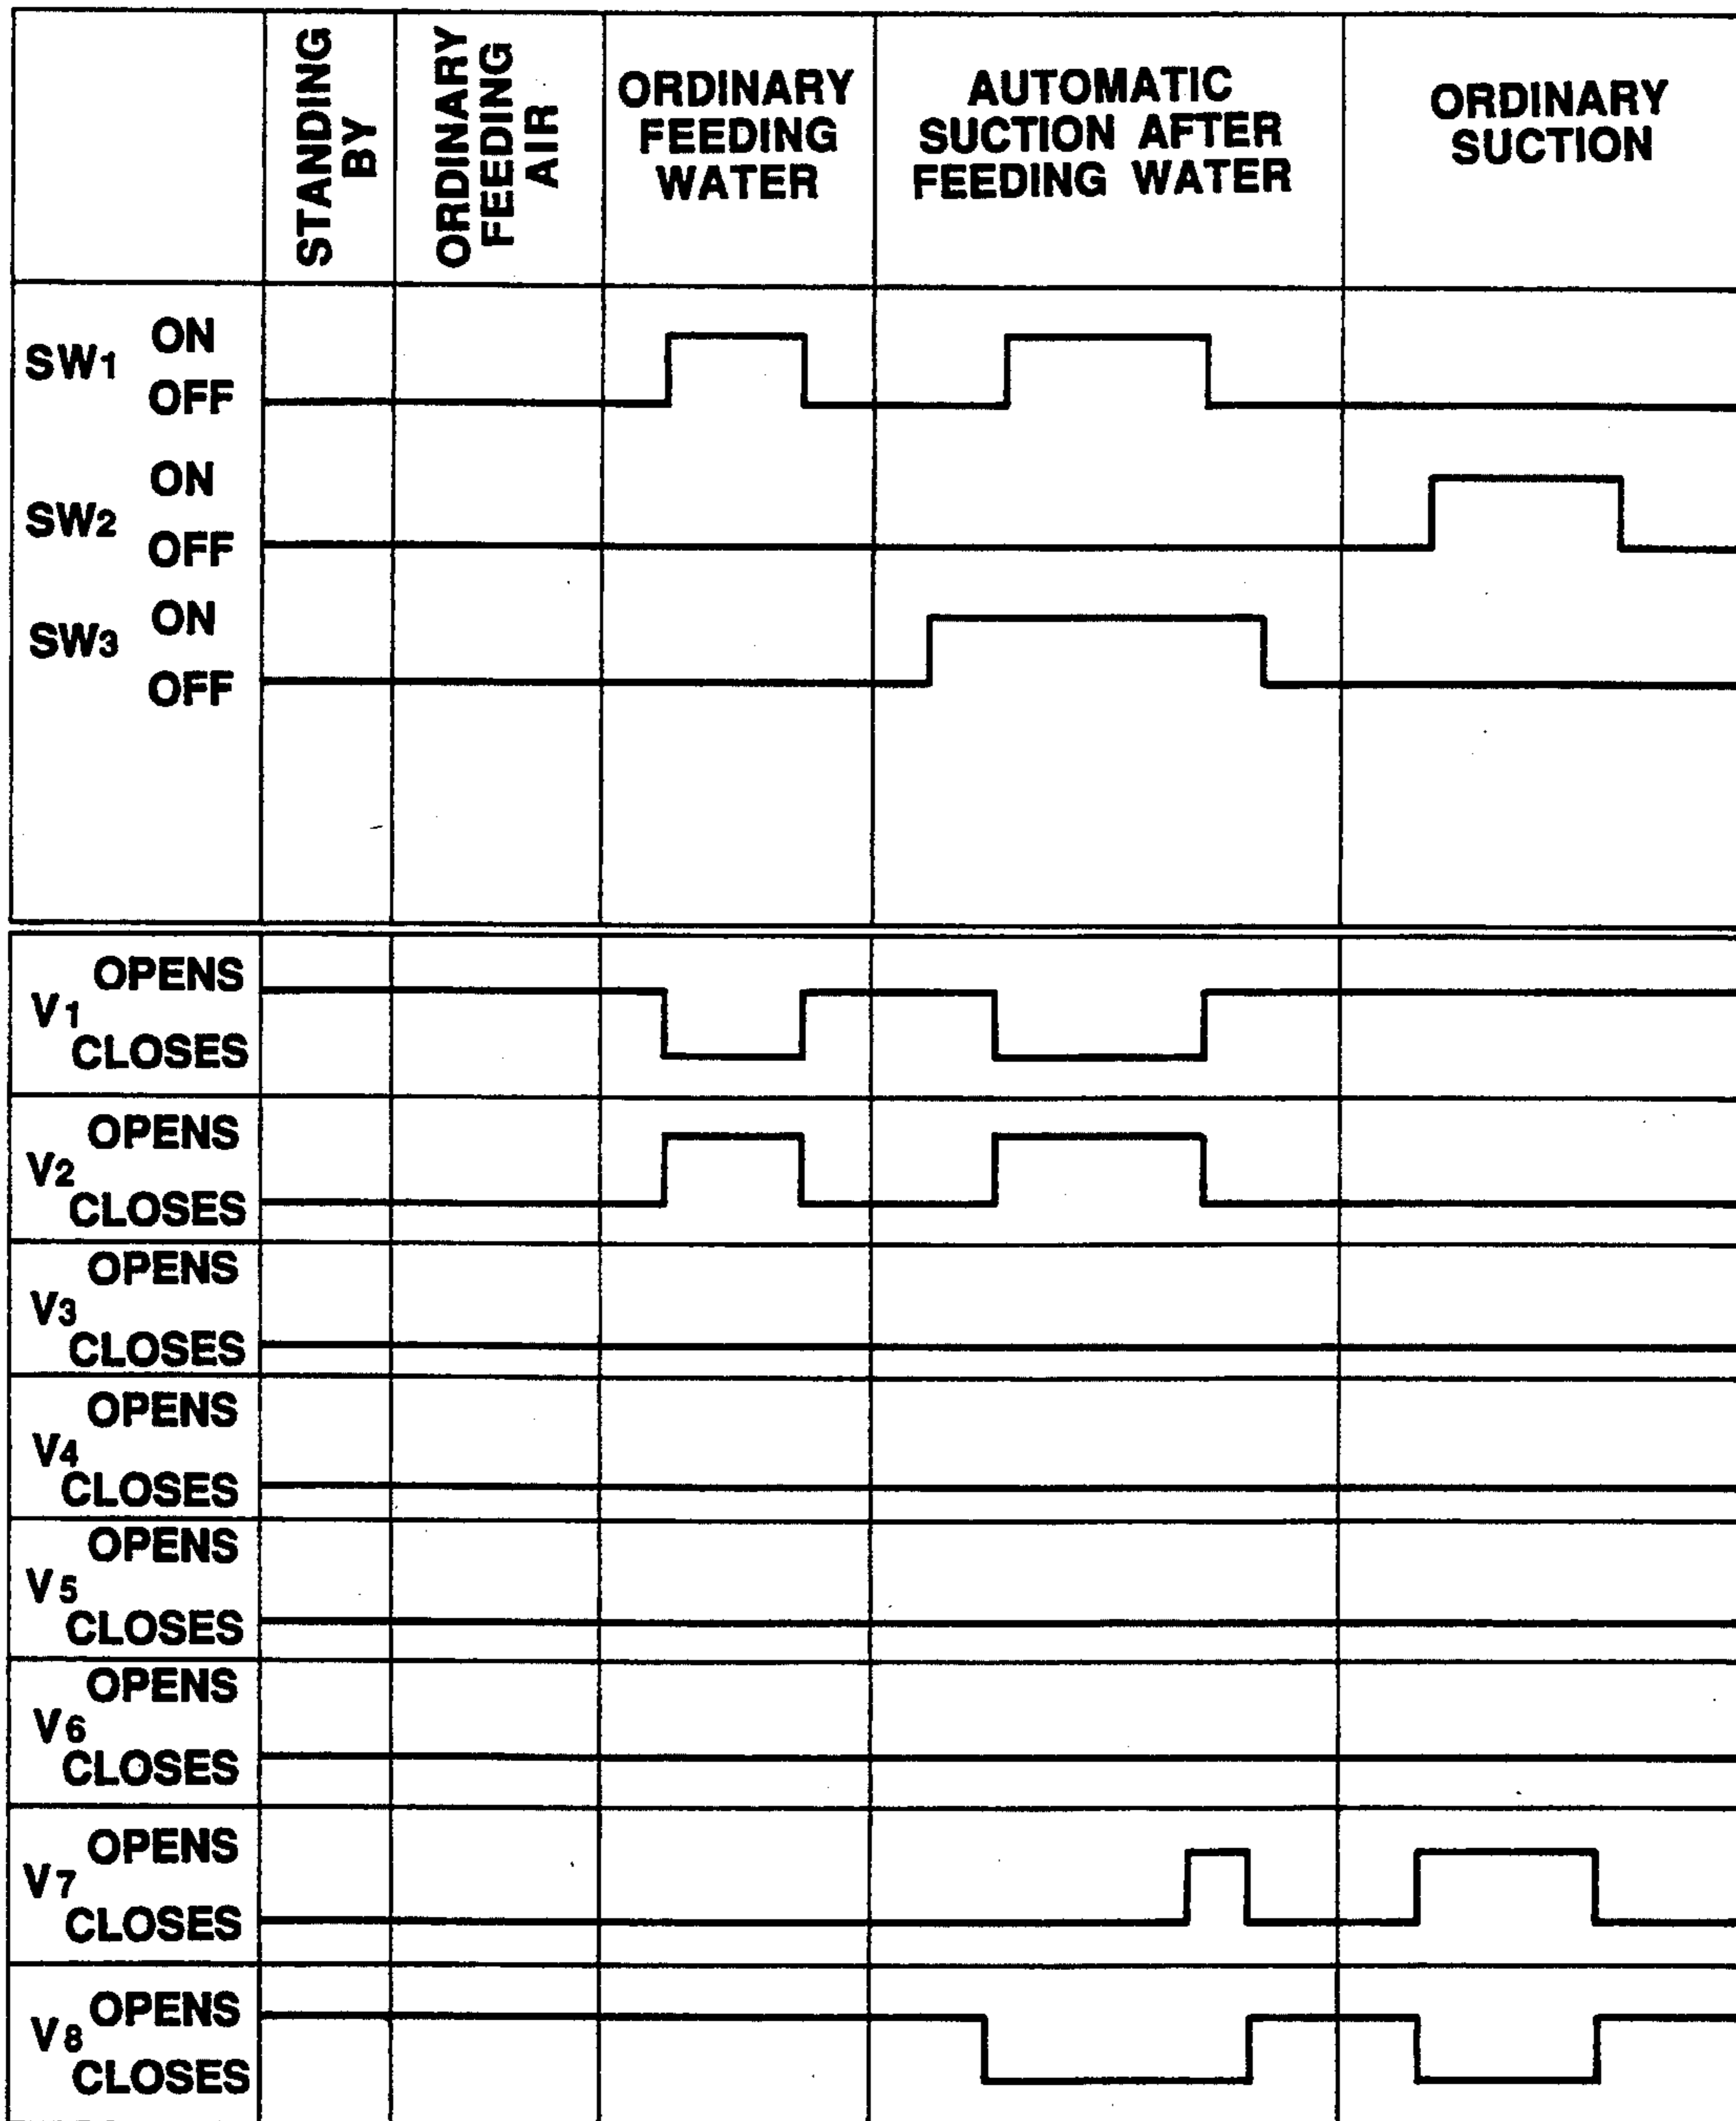 STANDING
BY
ORDINARY
FEEDING
AIR
ORDINARY
FEEDING
WATER
AUTOMATIC
SUCTION AFTER
FEEDING WATER
ORDINARY
SUCTION
SW1 ON
OFF
SW2 ON
OFF
SW3 ON
OFF
V1 OPENS
CLOSES
V2 OPENS
CLOSES
V3 OPENS
CLOSES
V4 OPENS
CLOSES
V5 OPENS
CLOSES
V6 OPENS
CLOSES
V7 OPENS
CLOSES
V8 OPENS
CLOSES